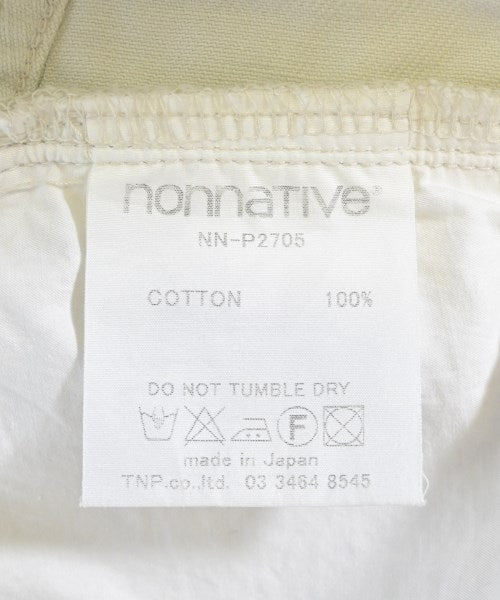 nonnative®
NN-P2705
COTTON 100%
DO NOT TUMBLE DRY
F
made in Japan
TNP.co.,ltd. 03 3464 8545